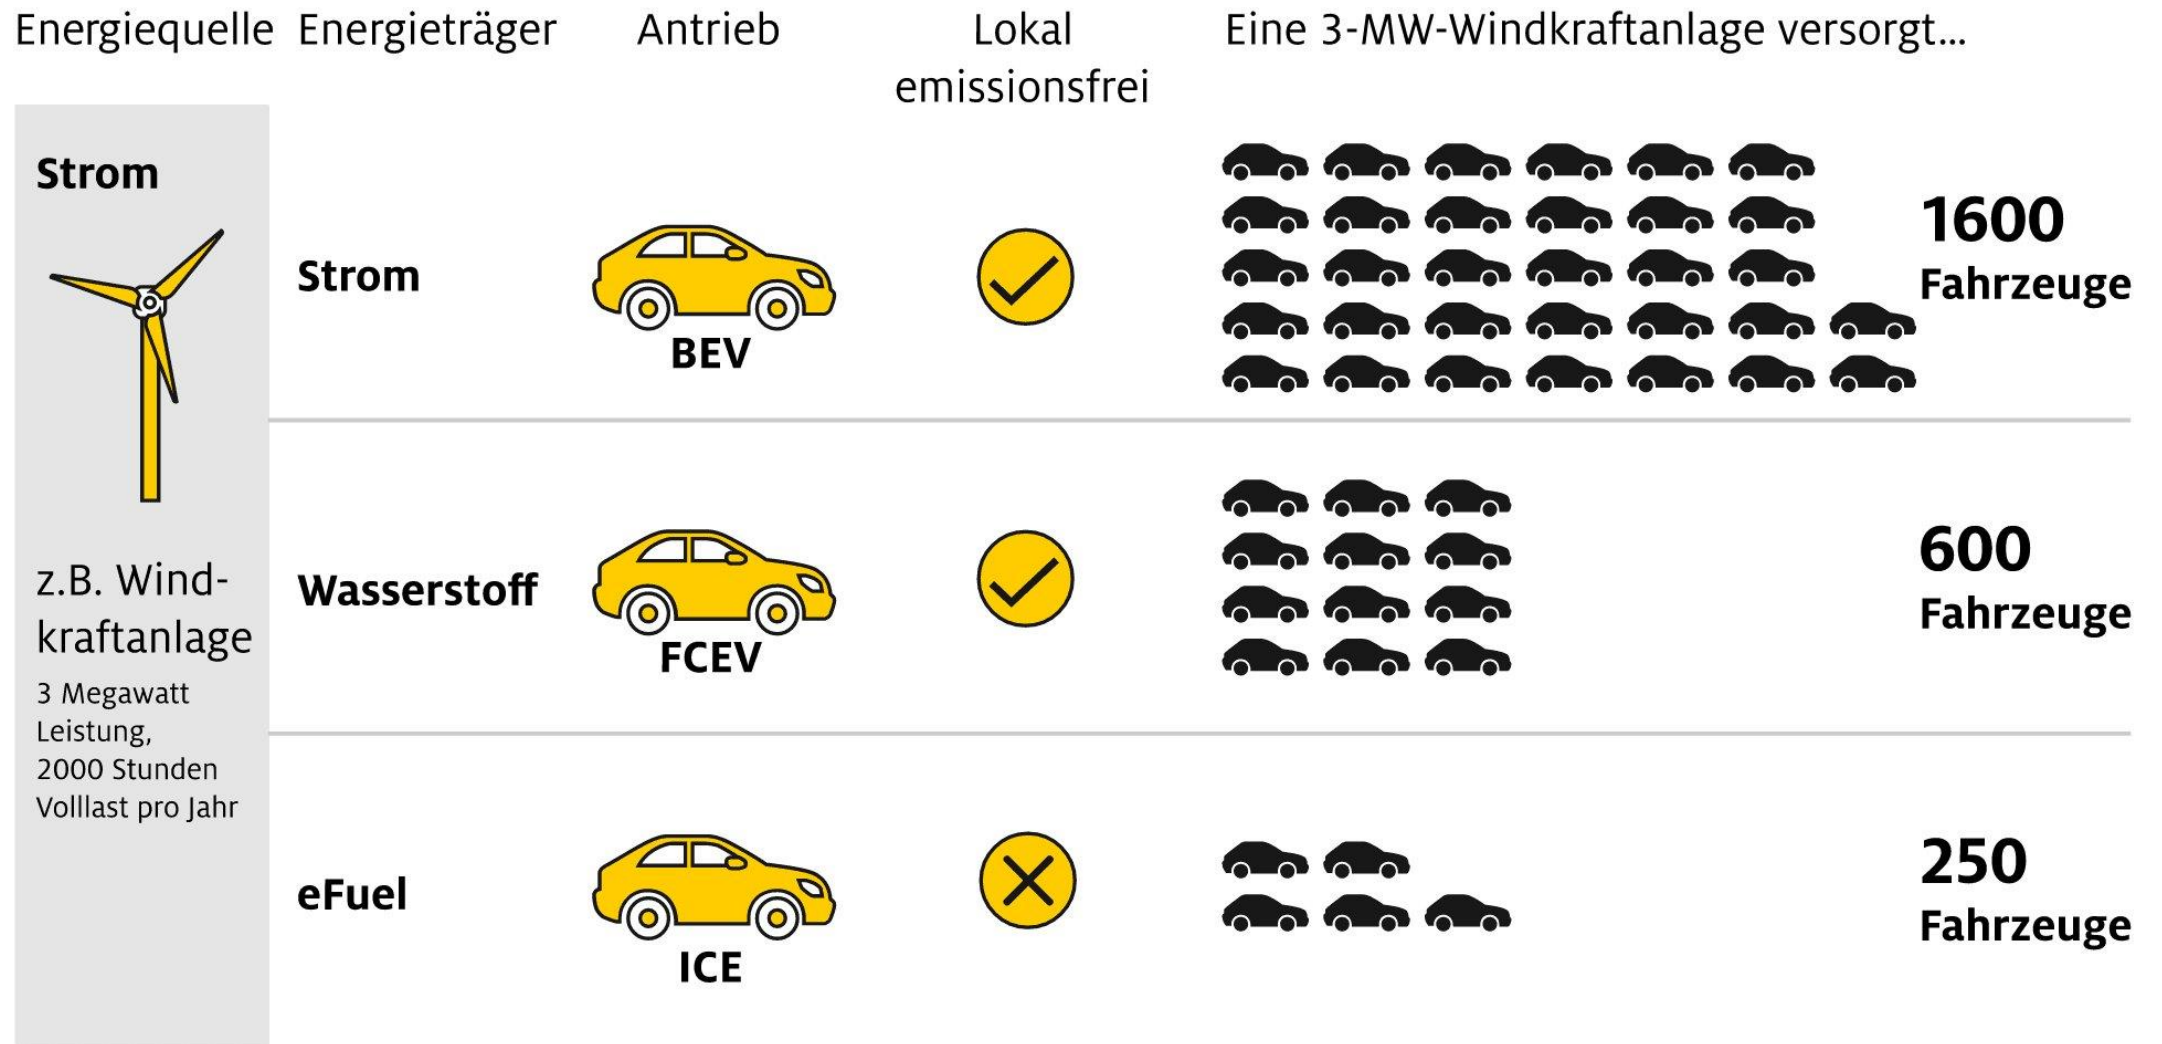 Energiequelle Energieträger Antrieb Lokal emissionsfrei Eine 3-MW-Windkraftanlage versorgt...
Strom
z.B. Wind-
kraftanlage
3 Megawatt
Leistung,
2000 Stunden
Volllast pro Jahr
Strom
BEV
1600
Fahrzeuge
Wasserstoff
FCEV
600
Fahrzeuge
eFuel
ICE
250
Fahrzeuge